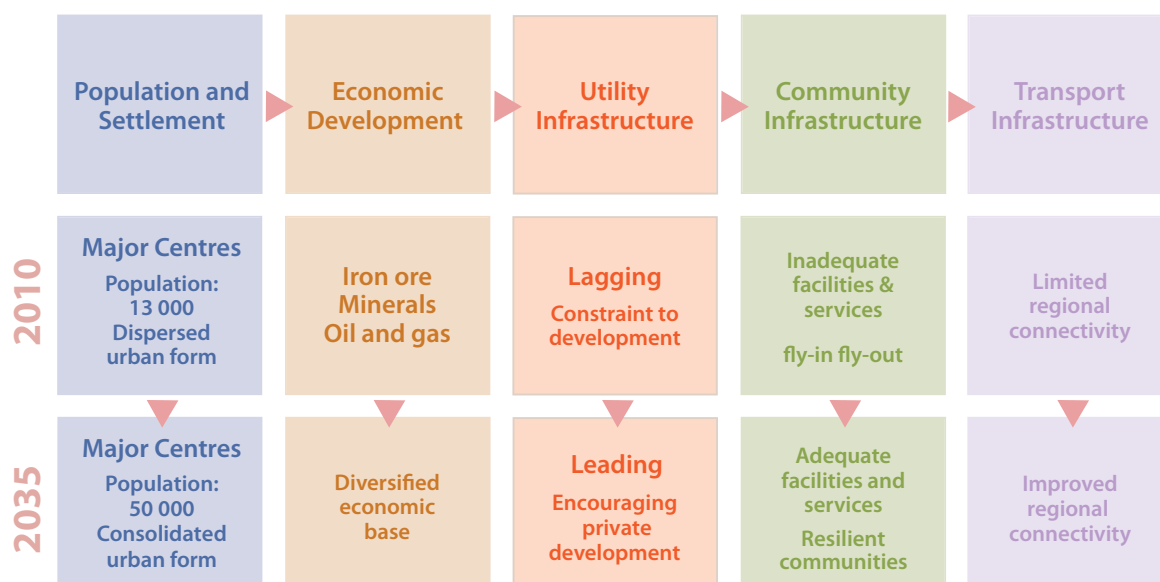 Population and
Settlement
Economic
Development
Utility
Infrastructure
Community
Infrastructure
Transport
Infrastructure
2010
Major Centres
Population:
13 000
Dispersed
urban form
Iron ore
Minerals
Oil and gas
Lagging
Constraint to
development
Inadequate
facilities &
services
fly-in fly-out
Limited
regional
connectivity
2035
Major Centres
Population:
50 000
Consolidated
urban form
Diversified
economic
base
Leading
Encouraging
private
development
Adequate
facilities and
services
Resilient
communities
Improved
regional
connectivity